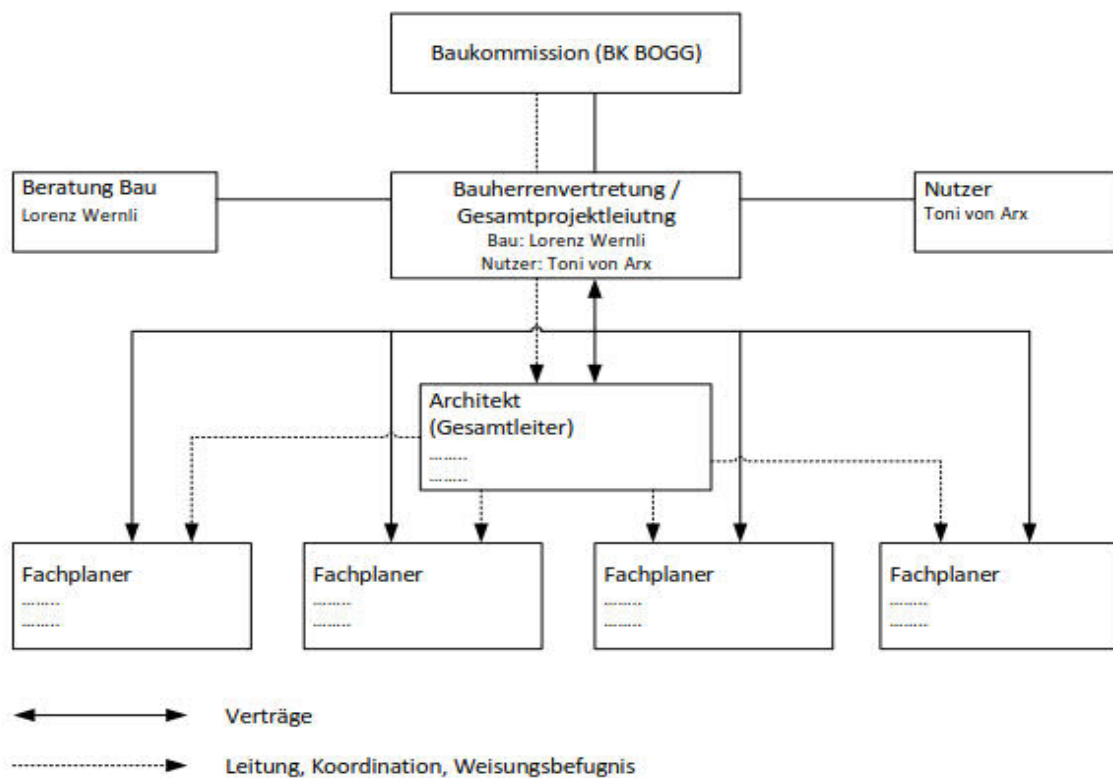 Baukommission (BK BOGG)
Beratung Bau
Lorenz Wernli
Bauherrenvertretung /
Gesamtprojektleiutng
Bau: Lorenz Wernli
Nutzer: Toni von Arx
Nutzer
Toni von Arx
Architekt
(Gesamtleiter)
........
........
Fachplaner
........
........
Fachplaner
........
........
Fachplaner
........
........
Fachplaner
........
........
Verträge
Leitung, Koordination, Weisungsbefugnis